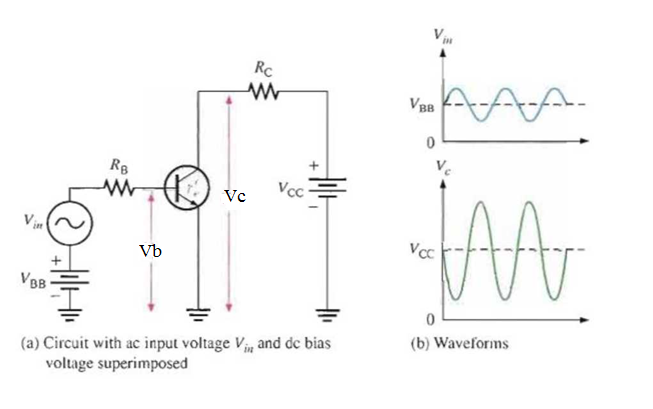 V_in
R_C
V_BB
0
R_B
V_c
+
Vc
V_CC
V_in
Vb
V_CC
+
V_BB
0
(a) Circuit with ac input voltage V_in and dc bias
voltage superimposed
(b) Waveforms